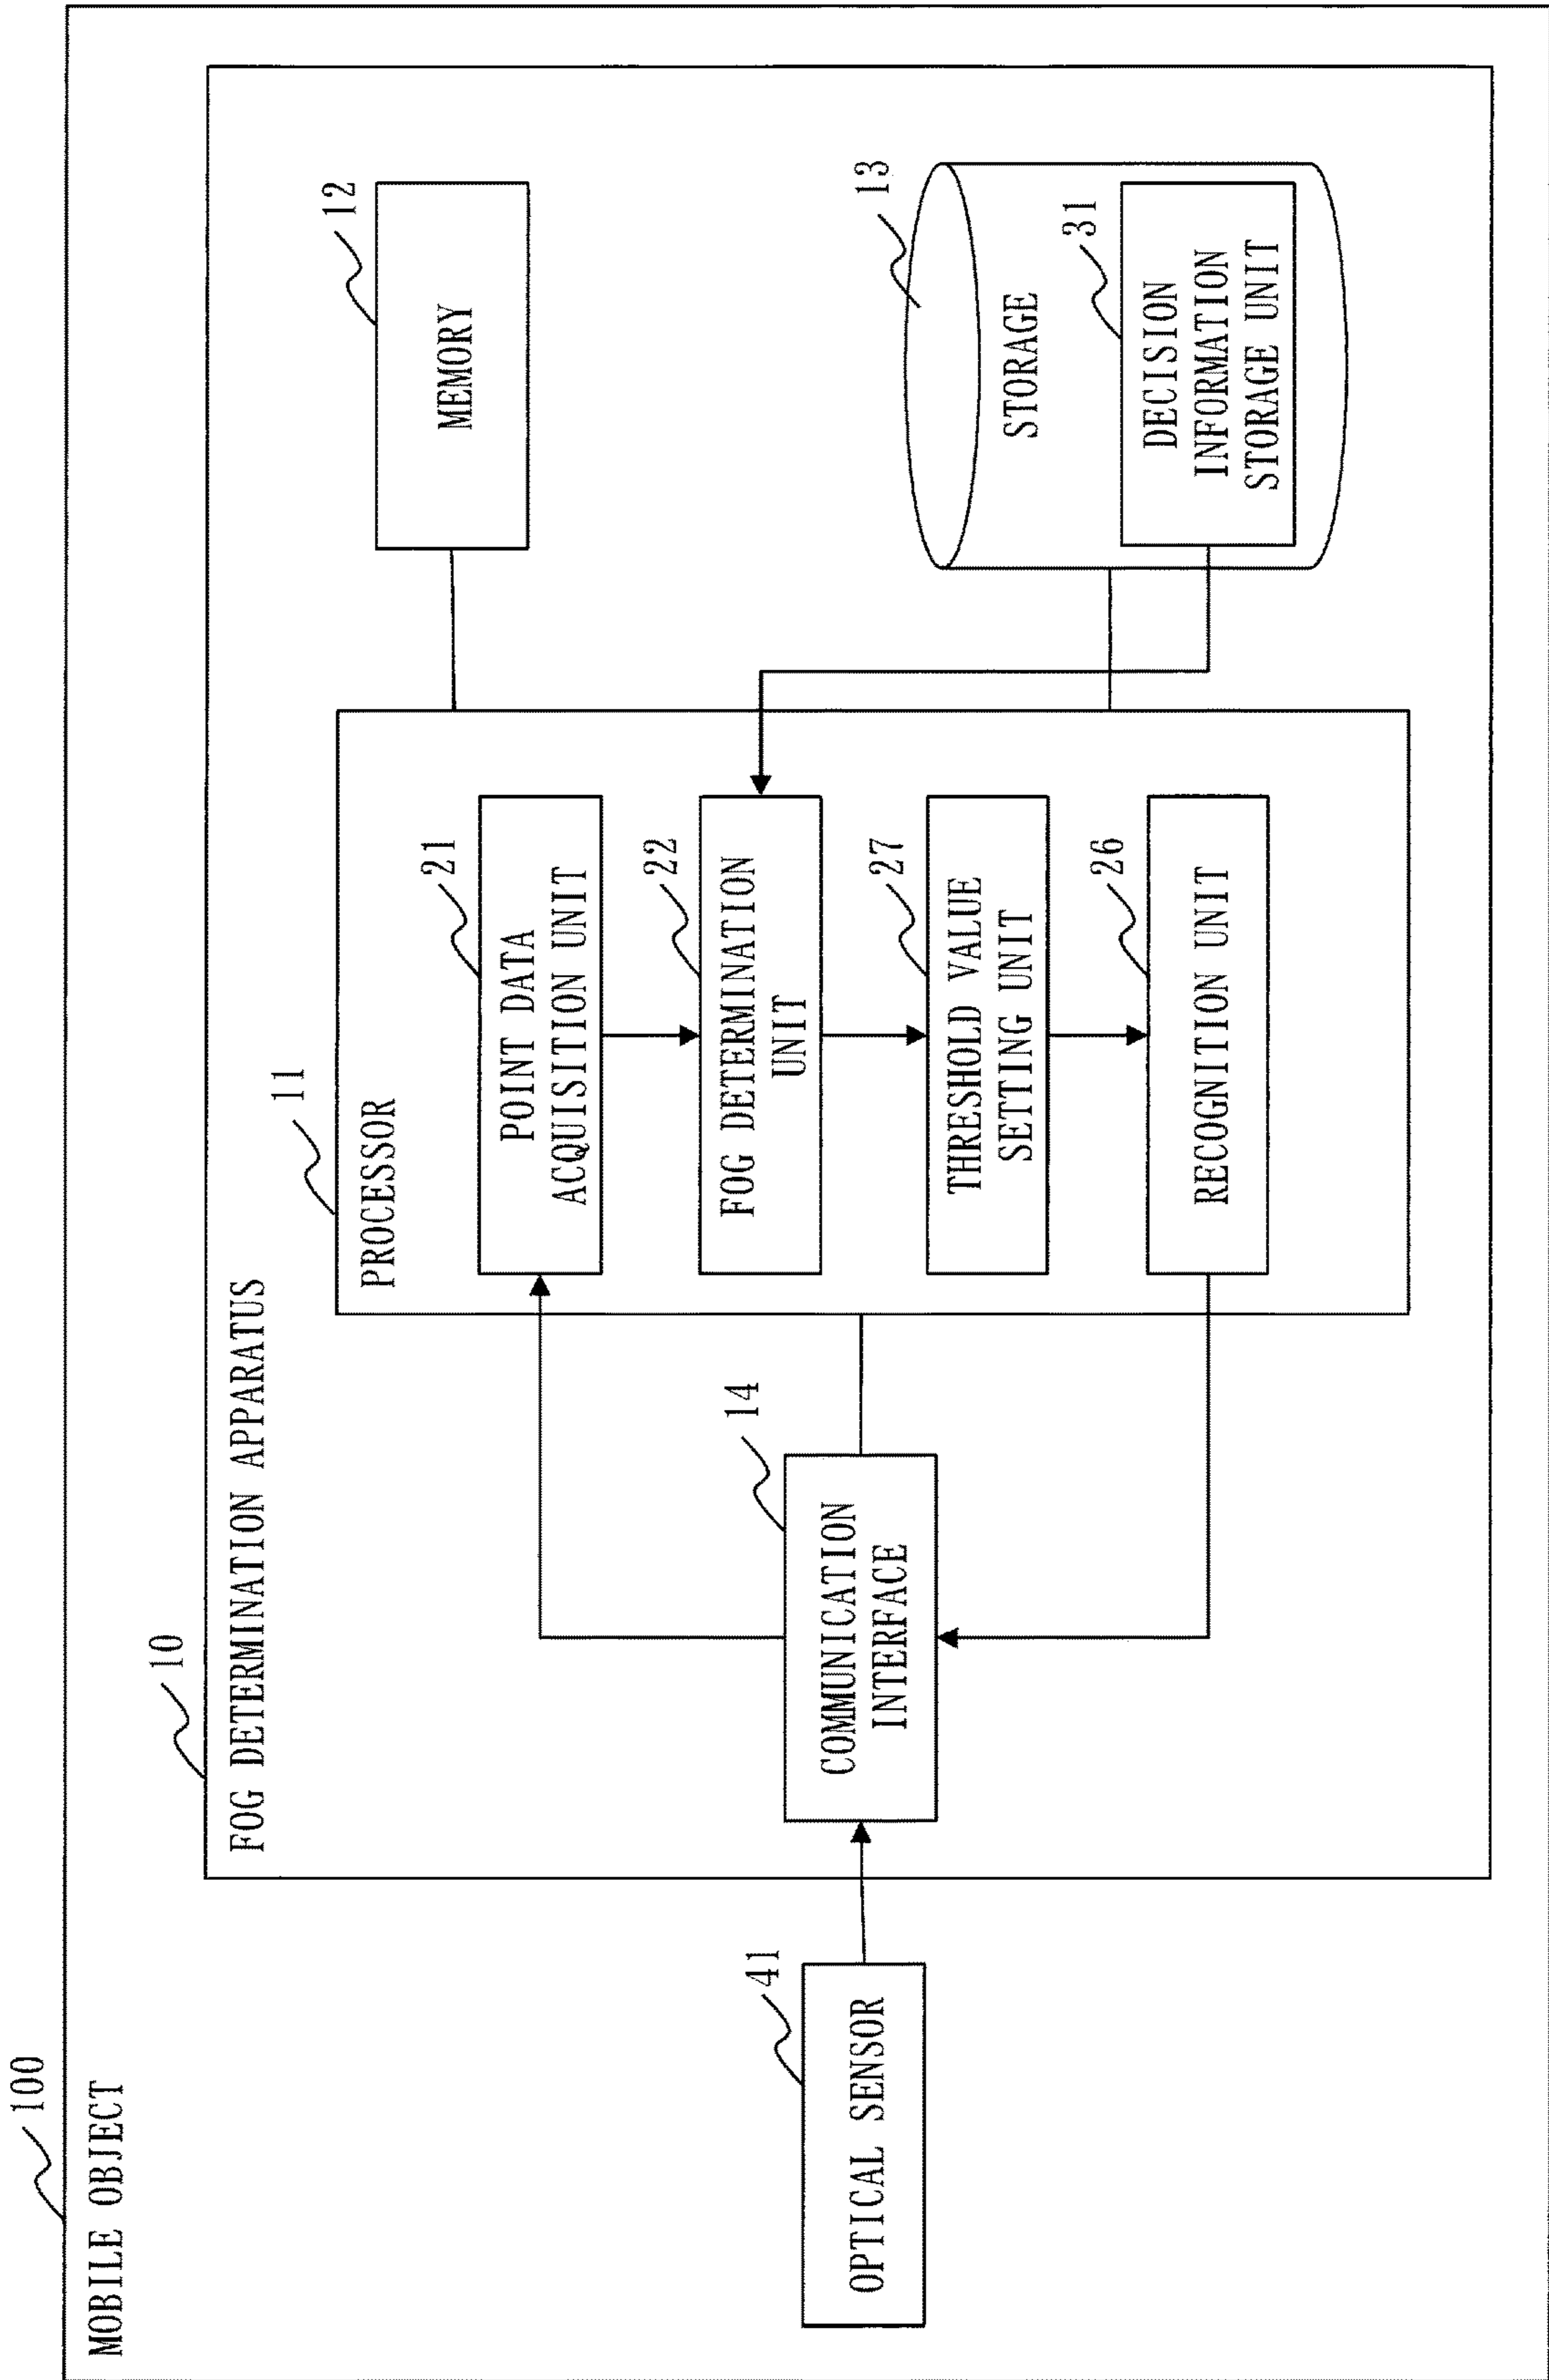 100
MOBILE OBJECT
10
FOG DETERMINATION APPARATUS
41
OPTICAL SENSOR
14
COMMUNICATION
INTERFACE
11
PROCESSOR
21
POINT DATA
ACQUISITION UNIT
22
FOG DETERMINATION
UNIT
27
THRESHOLD VALUE
SETTING UNIT
26
RECOGNITION UNIT
12
MEMORY
13
STORAGE
31
DECISION
INFORMATION
STORAGE UNIT